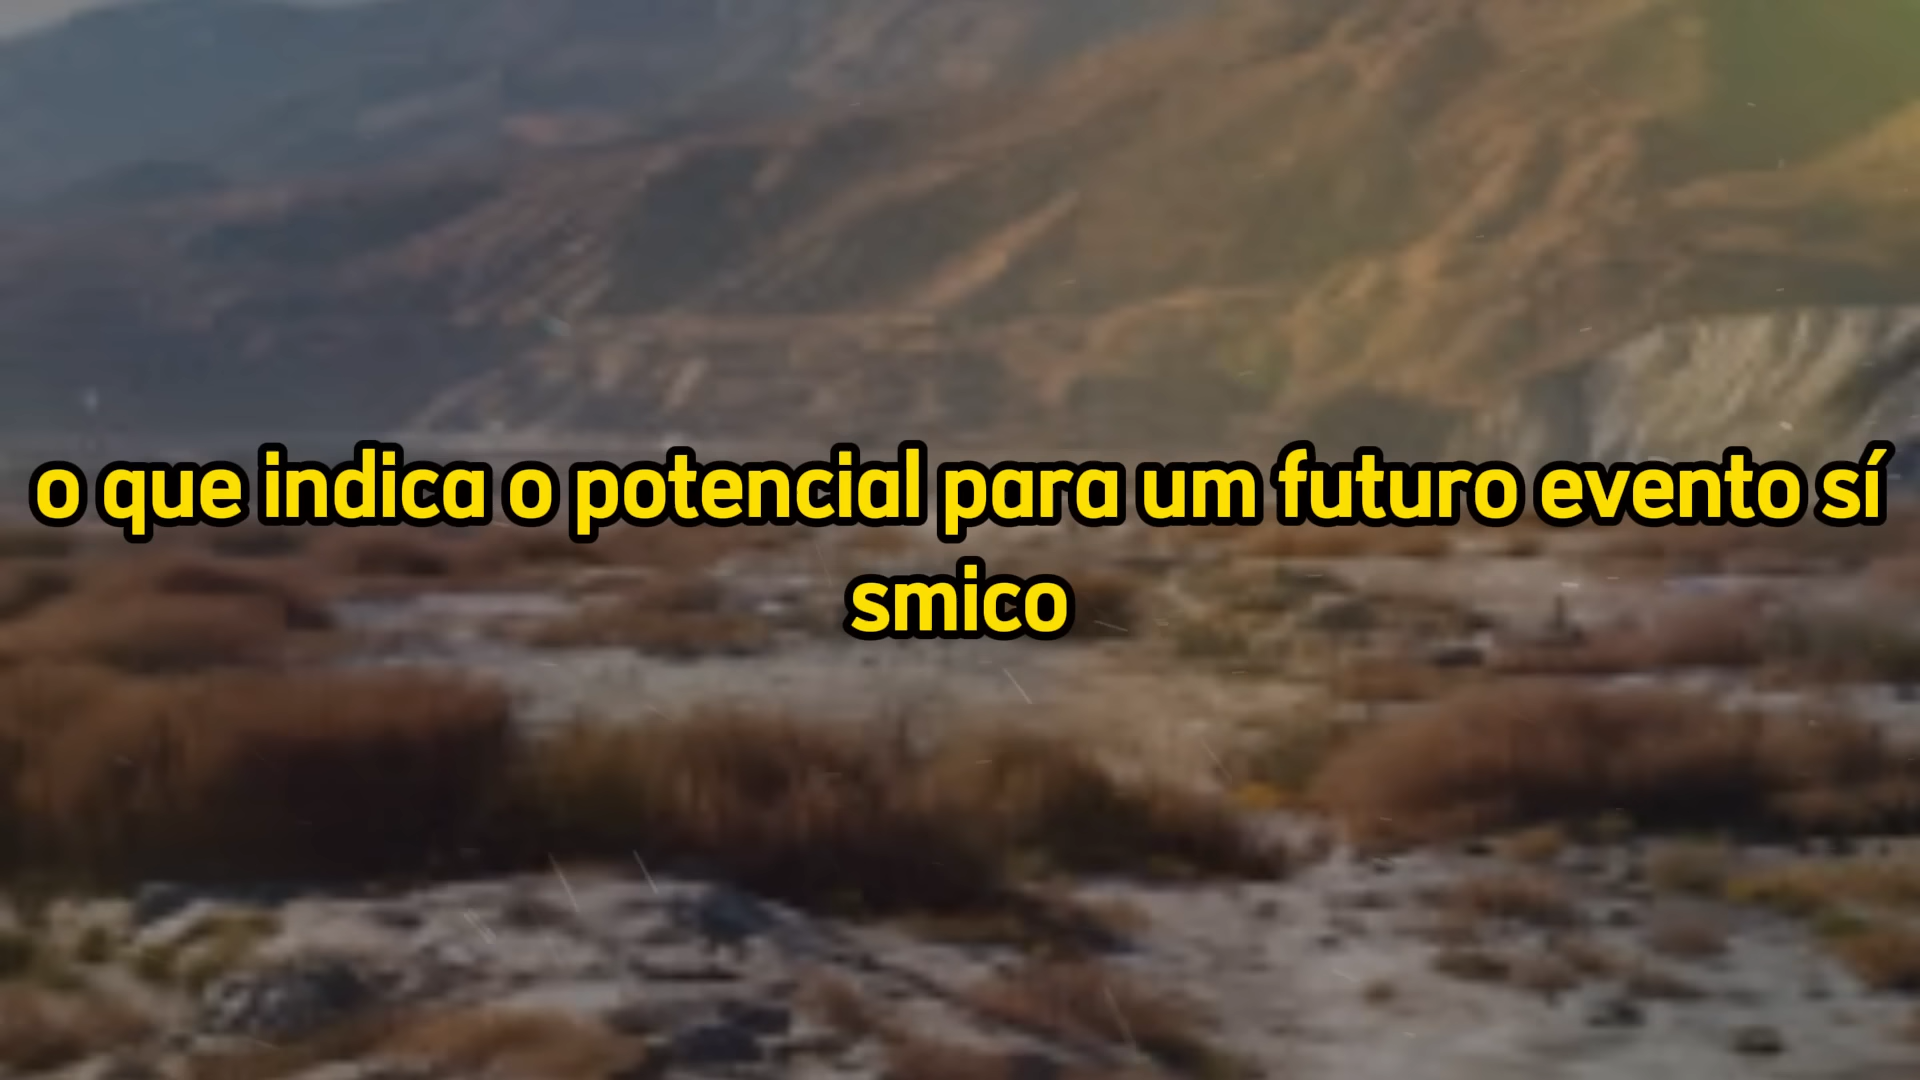 o que indica o potencial para um futuro evento sí
smico